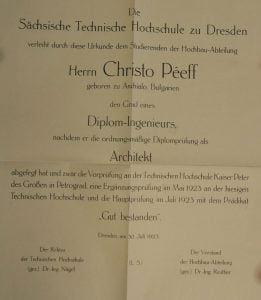 Die
Sächsische Technische Hochschule zu Dresden
verleiht durch diese Urkunde dem Studierenden der Hochbau-Abteilung
Herrn Christo Pëeff
geboren zu Anchialo, Bulgarien
den Grad eines
Diplom-Ingenieurs,
nachdem er die ordnungsmäßige Diplomprüfung als
Architekt
abgelegt hat und zwar die Vorprüfung an der Technischen Hochschule Kaiser Peter
des Großen in Petrograd, eine Ergänzungsprüfung im Mai 1923 an der hiesigen
Technischen Hochschule und die Hauptprüfung im Juli 1923 mit dem Prädikat
„Gut bestanden".
Dresden am 30. Juli 1923.
Der Rektor
der Technischen Hochschule
(gez.) Dr.-Ing. Nägel
(L. S.)
Der Vorstand
der Hochbau-Abteilung
(gez.) Dr.-Ing. Reuther